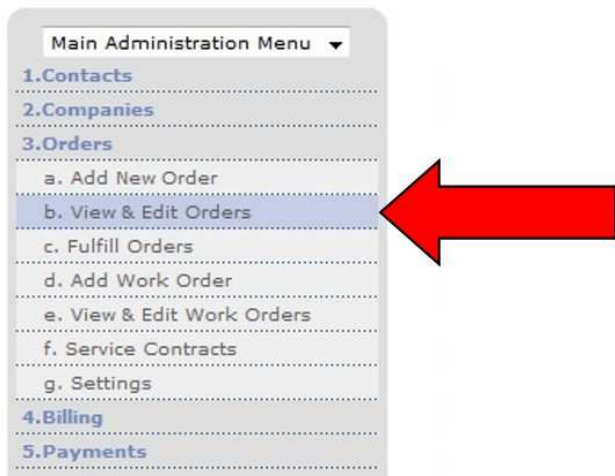 Main Administration Menu
1.Contacts
2.Companies
3.Orders
a. Add New Order
b. View & Edit Orders
c. Fulfill Orders
d. Add Work Order
e. View & Edit Work Orders
f. Service Contracts
g. Settings
4.Billing
5.Payments